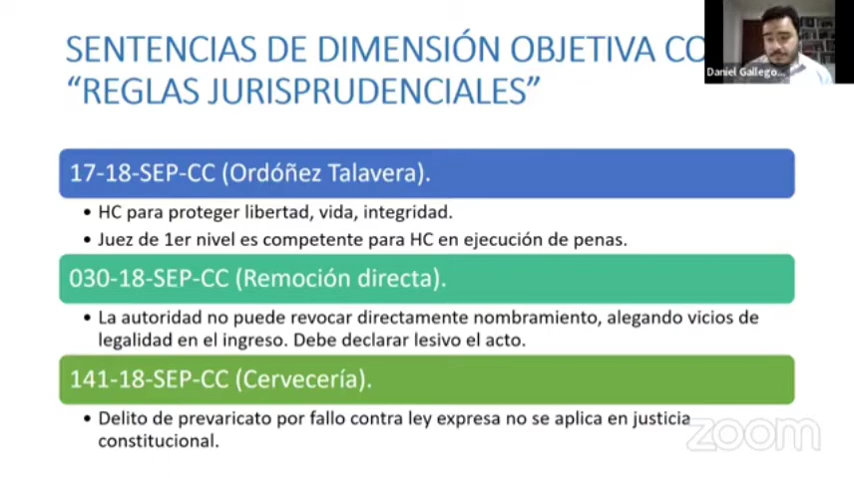 SENTENCIAS DE DIMENSIÓN OBJETIVA CO
“REGLAS JURISPRUDENCIALES”
Daniel Gallego...
17-18-SEP-CC (Ordóñez Talavera).
• HC para proteger libertad, vida, integridad.
• Juez de 1er nivel es competente para HC en ejecución de penas.
030-18-SEP-CC (Remoción directa).
• La autoridad no puede revocar directamente nombramiento, alegando vicios de
legalidad en el ingreso. Debe declarar lesivo el acto.
141-18-SEP-CC (Cervecería).
• Delito de prevaricato por fallo contra ley expresa no se aplica en justicia
constitucional.
zoom